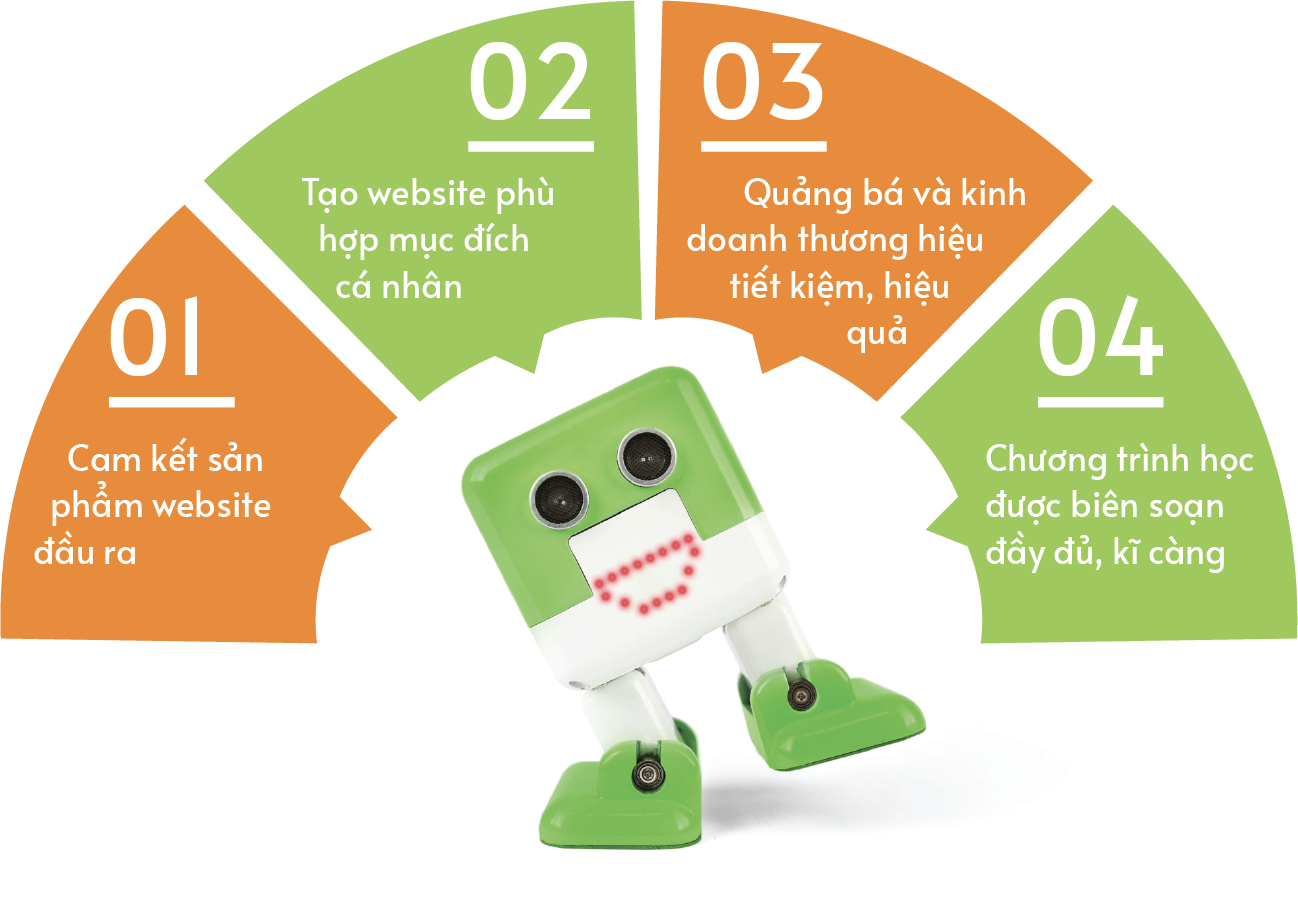 01
Cam kết sản
phẩm website
đầu ra
02
Tạo website phù
hợp mục đích
cá nhân
03
Quảng bá và kinh
doanh thương hiệu
tiết kiệm, hiệu
quả
04
Chương trình học
được biên soạn
đầy đủ, kĩ càng